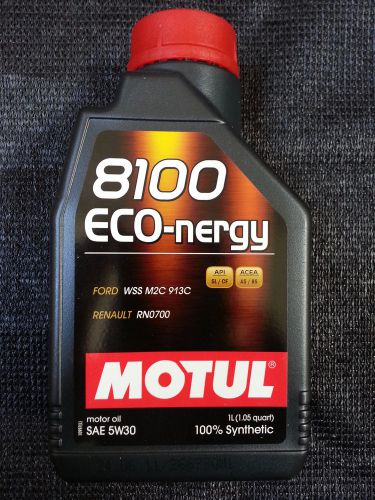 8100
ECO-nergy
API
SL / CF
ACEA
A5 / B5
FORD WSS M2C 913C
RENAULT RN0700
MOTUL®
motor oil
SAE 5W30
1L (1.05 quart)
100% Synthetic